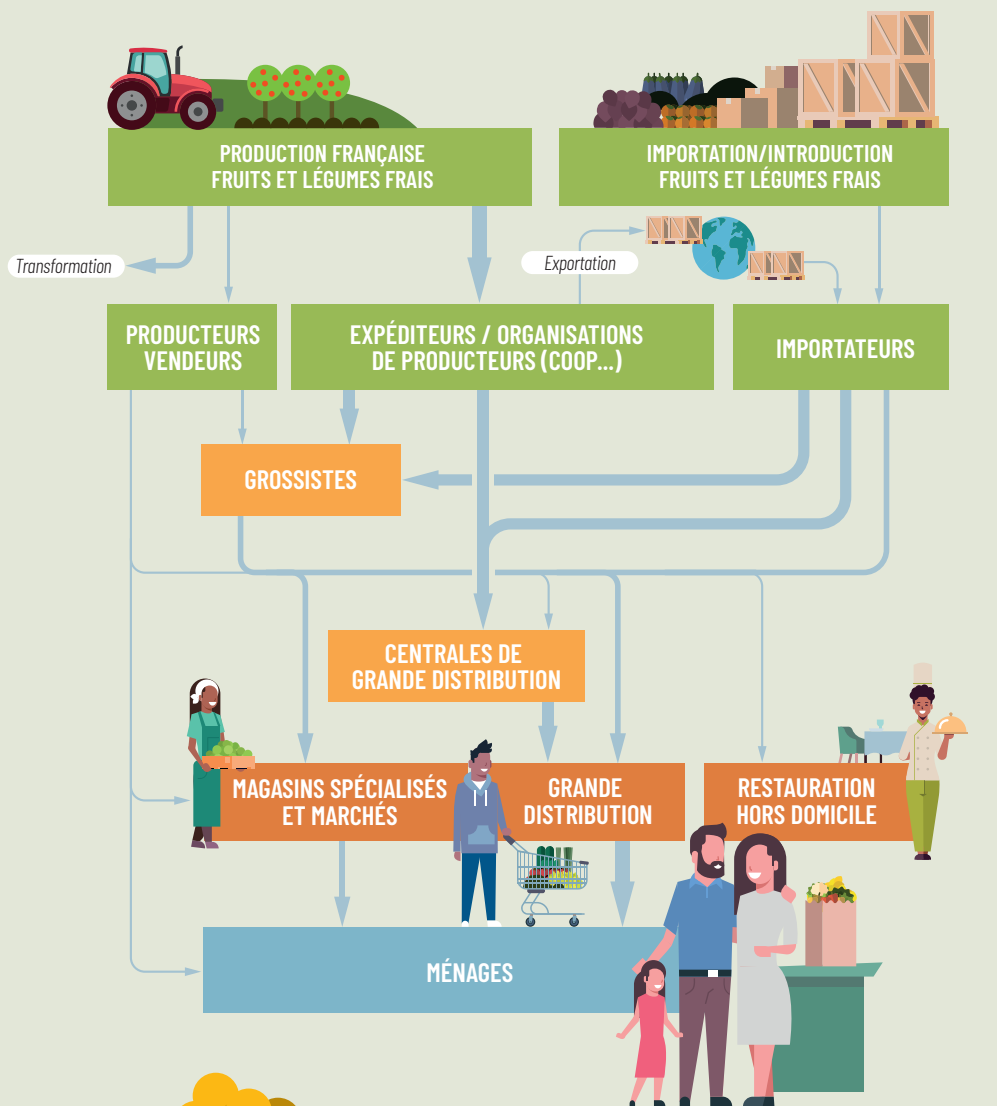 PRODUCTION FRANÇAISE
FRUITS ET LÉGUMES FRAIS
IMPORTATION/INTRODUCTION
FRUITS ET LÉGUMES FRAIS
Transformation
Exportation
PRODUCTEURS
VENDEURS
EXPÉDITEURS / ORGANISATIONS
DE PRODUCTEURS (COOP...)
IMPORTATEURS
GROSSISTES
CENTRALES DE
GRANDE DISTRIBUTION
MAGASINS SPÉCIALISÉS
ET MARCHÉS
GRANDE
DISTRIBUTION
RESTAURATION
HORS DOMICILE
MÉNAGES